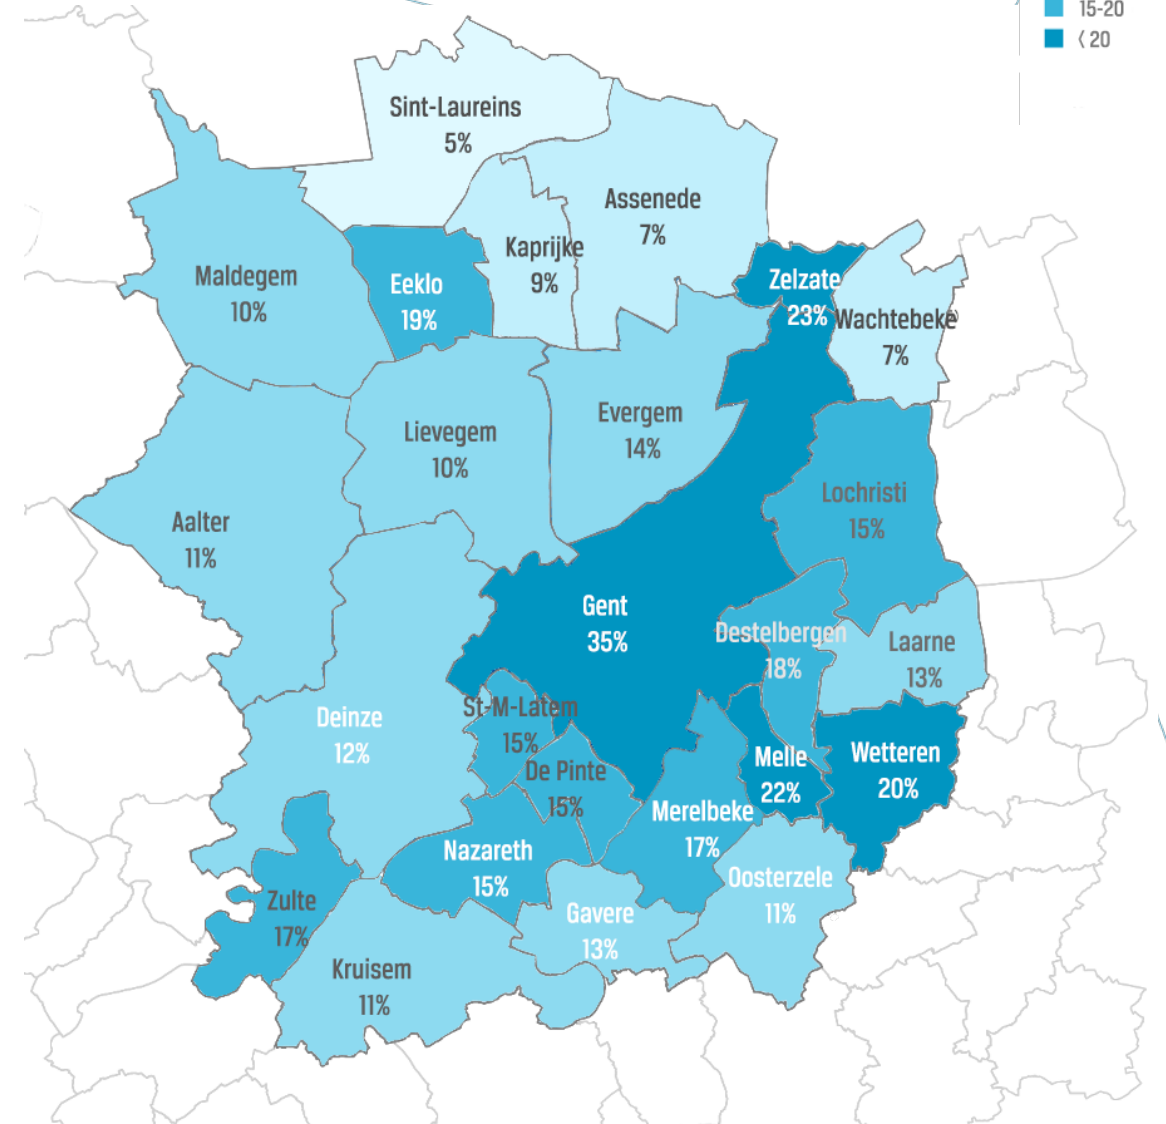 15-20
< 20
Sint-Laureins
5%
Assenede
7%
Kaprijke
9%
Maldegem
10%
Eeklo
19%
Zelzate
23%
Wachtebeke
7%
Evergem
14%
Lievegem
10%
Lochristi
15%
Aalter
11%
Gent
35%
Destelbergen
18%
Laarne
13%
Deinze
12%
St-M-Latem
15%
De Pinte
15%
Melle
22%
Wetteren
20%
Merelbeke
17%
Nazareth
15%
Oosterzele
11%
Zulte
17%
Gavere
13%
Kruisem
11%